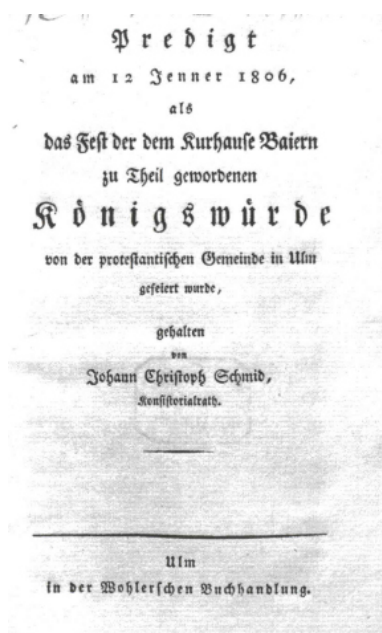 Predigt
am 12 Jenner 1806,
als
das Fest der dem Kurhause Baiern
zu Theil gewordenen
Königswürde
von der protestantischen Gemeinde in Ulm
gefeiert wurde,
gehalten
von
Johann Christoph Schmid,
Konsistorialrath.
Ulm
in der Wohlerschen Buchhandlung.